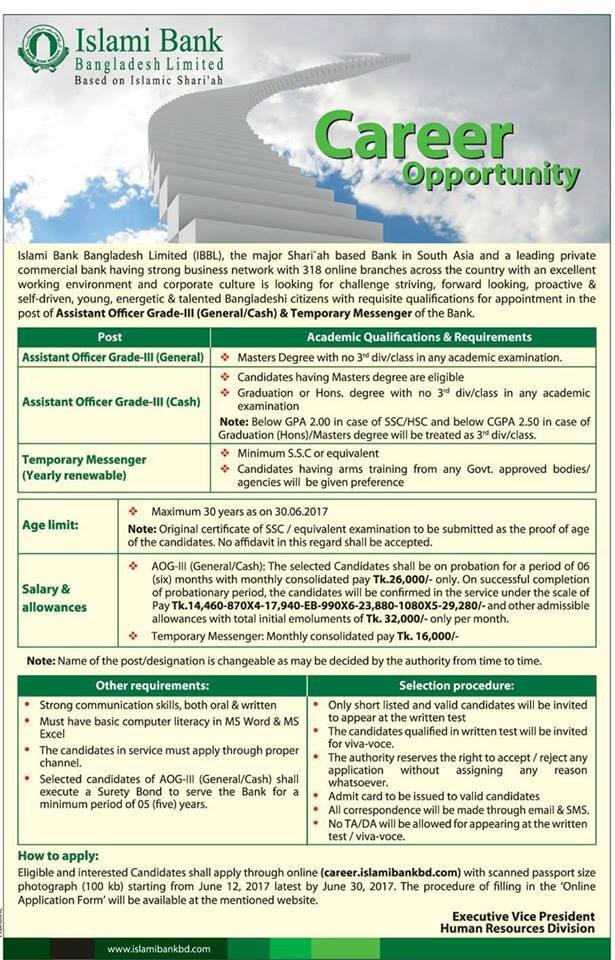 Islami Bank
Bangladesh Limited
Based on Islamic Shari'ah
Career
Opportunity
Islami Bank Bangladesh Limited (IBBL), the major Shari`ah based Bank in South Asia and a leading private
commercial bank having strong business network with 318 online branches across the country with an excellent
working environment and corporate culture is looking for challenge striving, forward looking, proactive &
self-driven, young, energetic & talented Bangladeshi citizens with requisite qualifications for appointment in the
post of Assistant Officer Grade-III (General/Cash) & Temporary Messenger of the Bank.
Post
Academic Qualifications & Requirements
Assistant Officer Grade-III (General)
Masters Degree with no 3rd div/class in any academic examination.
Assistant Officer Grade-III (Cash)
Candidates having Masters degree are eligible
Graduation or Hons. degree with no 3rd div/class in any academic
examination
Note: Below GPA 2.00 in case of SSC/HSC and below CGPA 2.50 in case of
Graduation (Hons)/Masters degree will be treated as 3rd div/class.
Temporary Messenger
(Yearly renewable)
Minimum S.S.C or equivalent
Candidates having arms training from any Govt. approved bodies/
agencies will be given preference
Age limit:
Maximum 30 years as on 30.06.2017
Note: Original certificate of SSC / equivalent examination to be submitted as the proof of age
of the candidates. No affidavit in this regard shall be accepted.
Salary &
allowances
AOG-III (General/Cash): The selected Candidates shall be on probation for a period of 06
(six) months with monthly consolidated pay Tk.26,000/- only. On successful completion
of probationary period, the candidates will be confirmed in the service under the scale of
Pay Tk.14,460-870X4-17,940-EB-990X6-23,880-1080X5-29,280/- and other admissible
allowances with total initial emoluments of Tk. 32,000/- only per month.
Temporary Messenger: Monthly consolidated pay Tk. 16,000/-
Note: Name of the post/designation is changeable as may be decided by the authority from time to time.
Other requirements:
Strong communication skills, both oral & written
Must have basic computer literacy in MS Word & MS
Excel
The candidates in service must apply through proper
channel.
Selected candidates of AOG-III (General/Cash) shall
execute a Surety Bond to serve the Bank for a
minimum period of 05 (five) years.
Selection procedure:
Only short listed and valid candidates will be invited
to appear at the written test
The candidates qualified in written test will be invited
for viva-voce.
The authority reserves the right to accept / reject any
application without assigning any reason
whatsoever.
Admit card to be issued to valid candidates
All correspondence will be made through email & SMS.
No TA/DA will be allowed for appearing at the written
test / viva-voce.
How to apply:
Eligible and interested Candidates shall apply through online (career.islamibankbd.com) with scanned passport size
photograph (100 kb) starting from June 12, 2017 latest by June 30, 2017. The procedure of filling in the 'Online
Application Form' will be available at the mentioned website.
Executive Vice President
Human Resources Division
www.islamibankbd.com